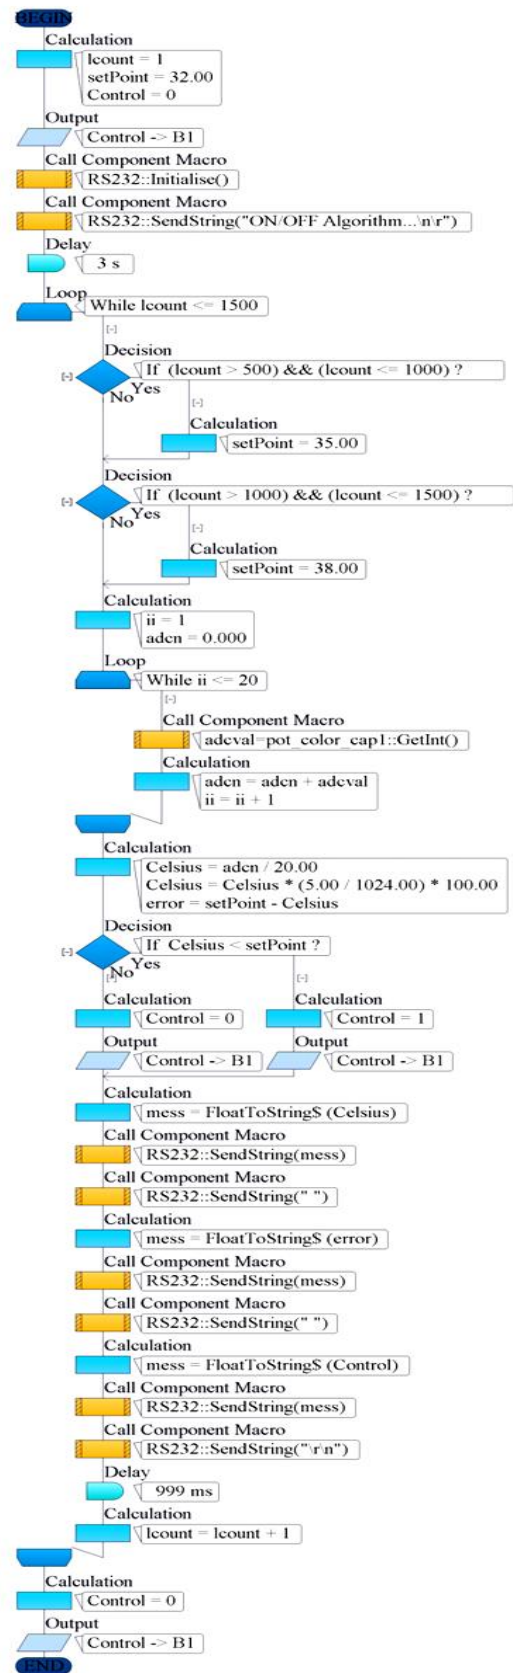 BEGIN
Calculation
lcount = 1
setPoint = 32.00
Control = 0
Output
Control -> B1
Call Component Macro
RS232::Initialise()
Call Component Macro
RS232::SendString("ON/OFF Algorithm...\n\r")
Delay
3 s
Loop
While lcount <= 1500
[-]
Decision
[-]
If (lcount > 500) && (lcount <= 1000) ?
No
Yes
[-]
Calculation
setPoint = 35.00
Decision
[-]
If (lcount > 1000) && (lcount <= 1500) ?
No
Yes
[-]
Calculation
setPoint = 38.00
Calculation
ii = 1
adcn = 0.000
Loop
While ii <= 20
[-]
Call Component Macro
adcval=pot_color_cap1::GetInt()
Calculation
adcn = adcn + adcval
ii = ii + 1
Calculation
Celsius = adcn / 20.00
Celsius = Celsius * (5.00 / 1024.00) * 100.00
error = setPoint - Celsius
Decision
[-]
If Celsius < setPoint ?
No
Yes
[-]
[-]
Calculation
Control = 0
Output
Control -> B1
Calculation
Control = 1
Output
Control -> B1
Calculation
mess = FloatToString$ (Celsius)
Call Component Macro
RS232::SendString(mess)
Call Component Macro
RS232::SendString(" ")
Calculation
mess = FloatToString$ (error)
Call Component Macro
RS232::SendString(mess)
Call Component Macro
RS232::SendString(" ")
Calculation
mess = FloatToString$ (Control)
Call Component Macro
RS232::SendString(mess)
Call Component Macro
RS232::SendString("\r\n")
Delay
999 ms
Calculation
lcount = lcount + 1
Calculation
Control = 0
Output
Control -> B1
END